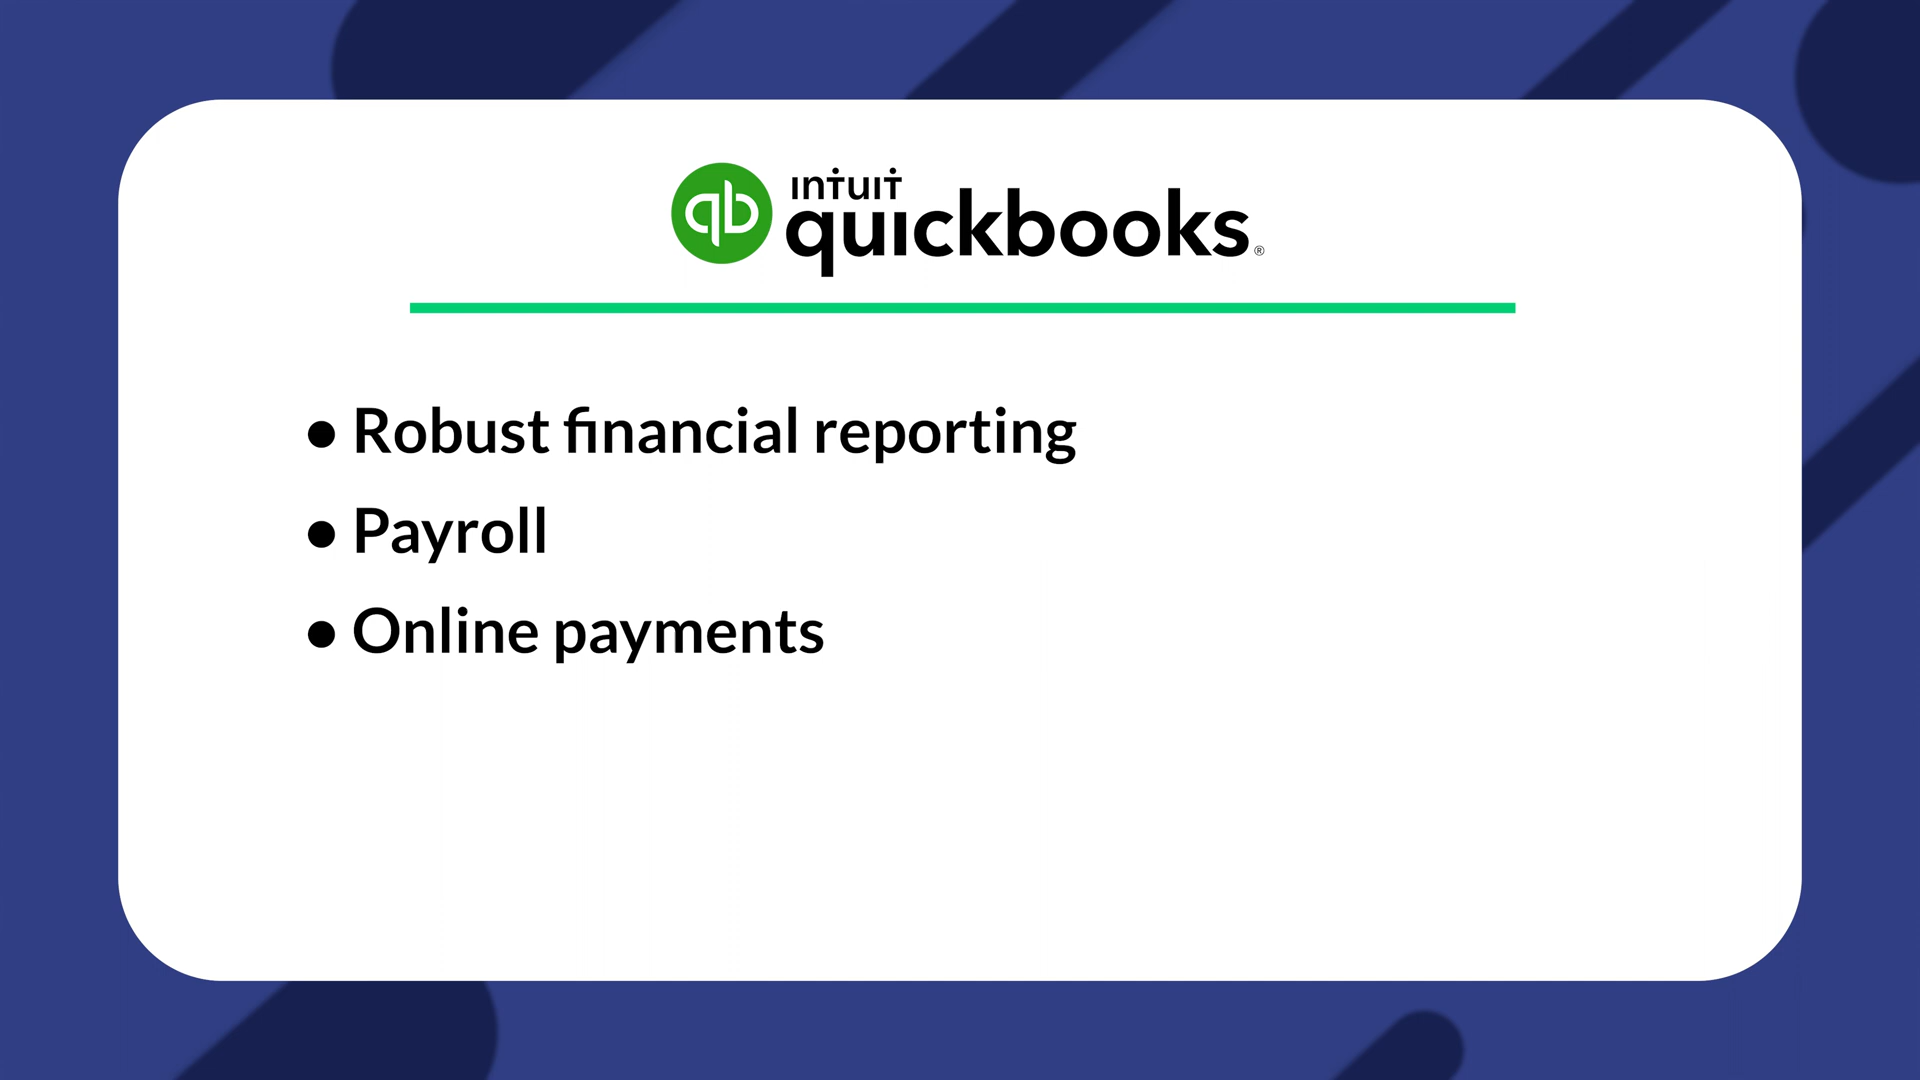 intuit
quickbooks®
• Robust financial reporting
• Payroll
• Online payments